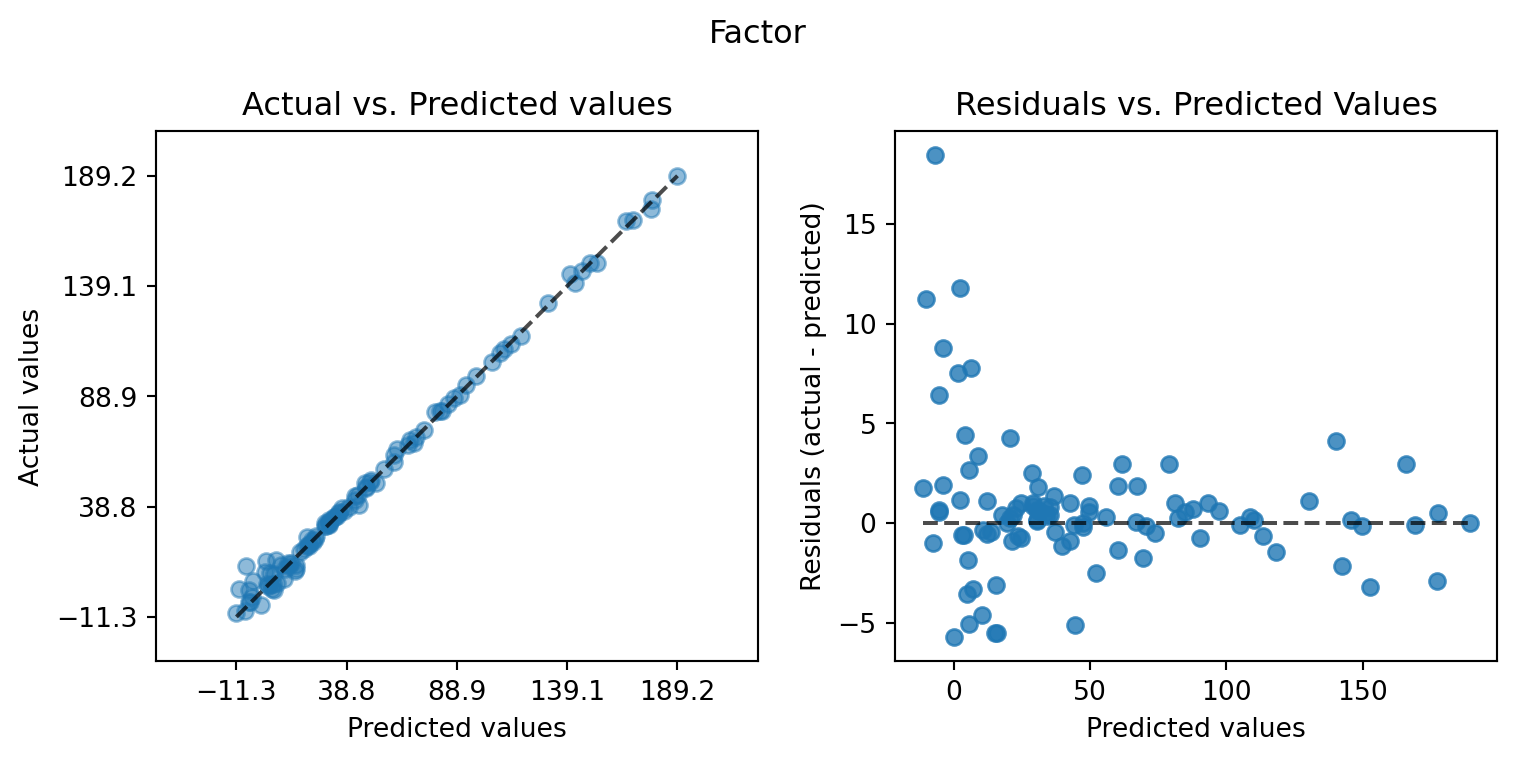 Factor
Actual vs. Predicted values
Actual values
189.2
139.1
88.9
38.8
−11.3
−11.3 38.8 88.9 139.1 189.2
Predicted values
Residuals vs. Predicted Values
Residuals (actual - predicted)
15
10
5
0
−5
0 50 100 150
Predicted values